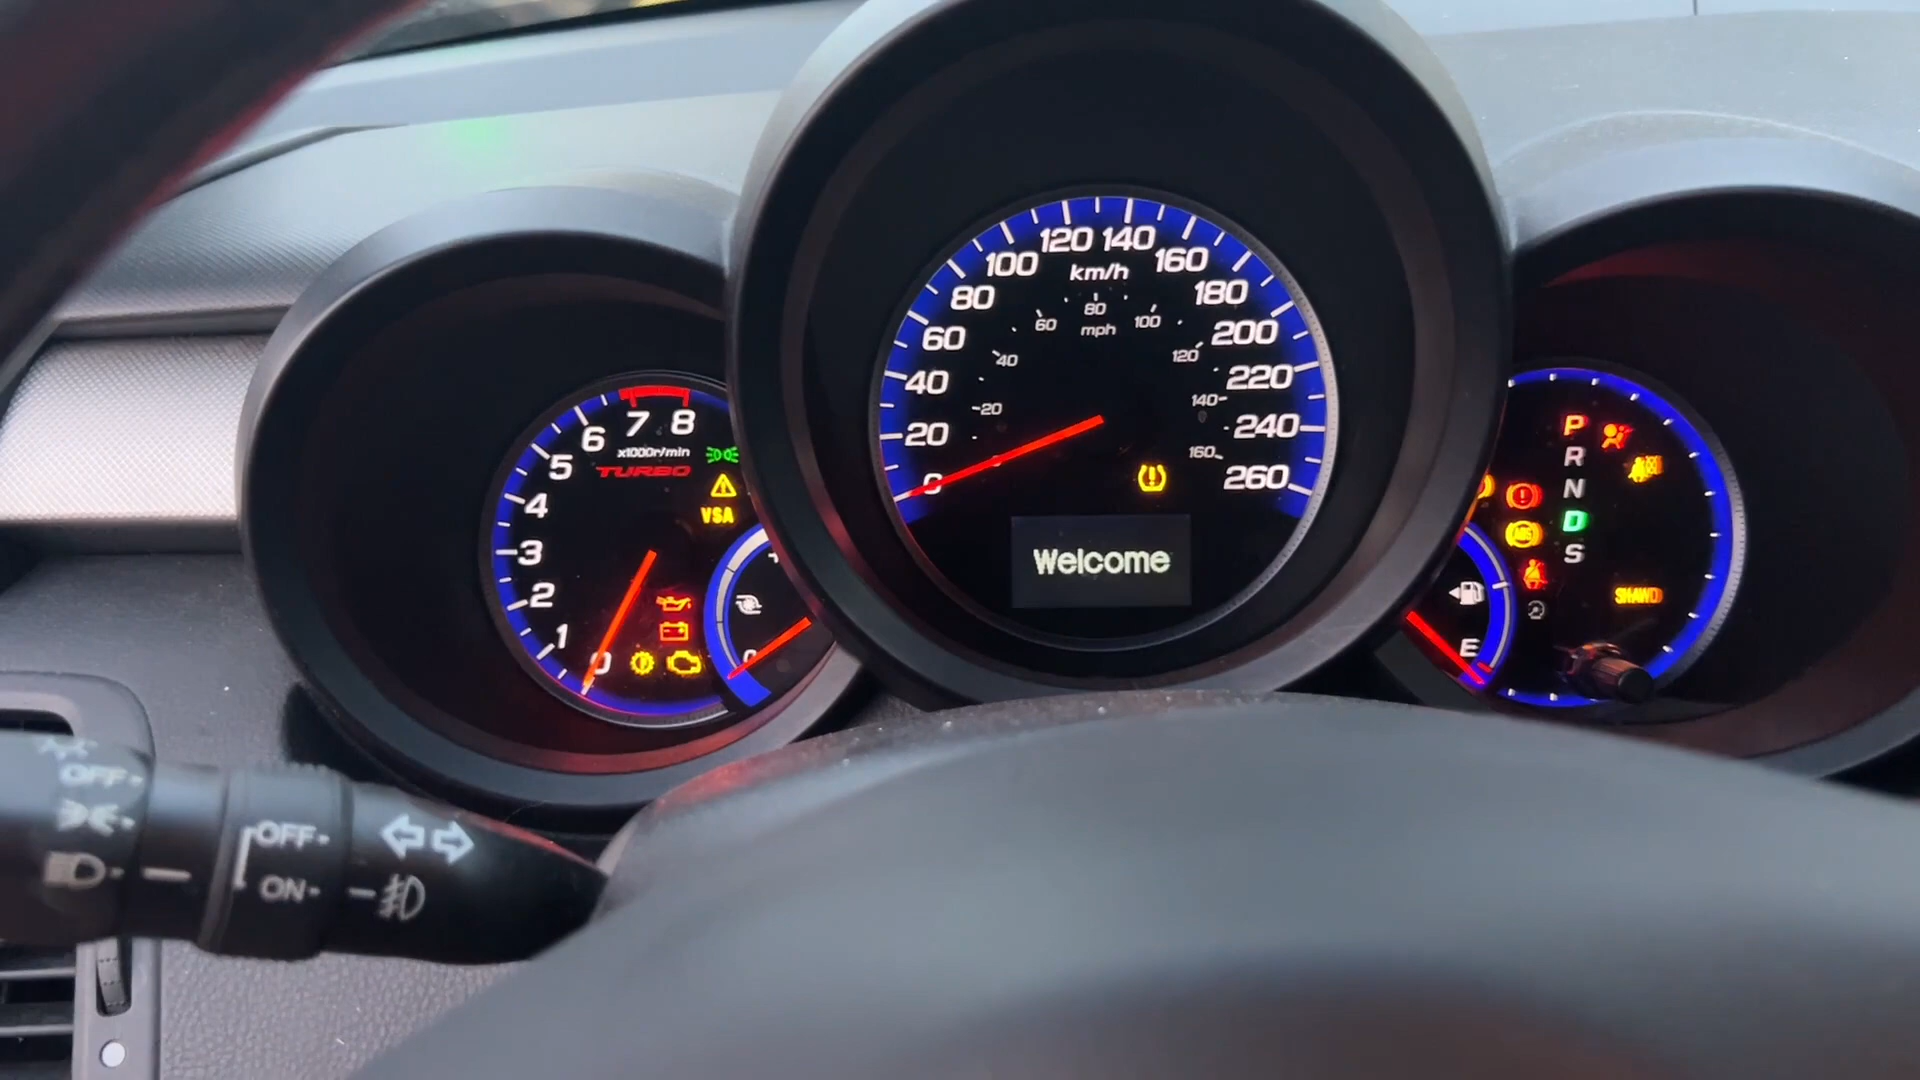 120 140
100 160
km/h
80 180
80
60 100
mph
60 200
40 120
40 220
20 140
20 240
160
0 260
Welcome
7 8
6
x1000r/min
TURBO
5
4
VSA
3
2
1
0
P
R
N
D
S
ABS
SH-AWD
E
OFF
OFF
ON